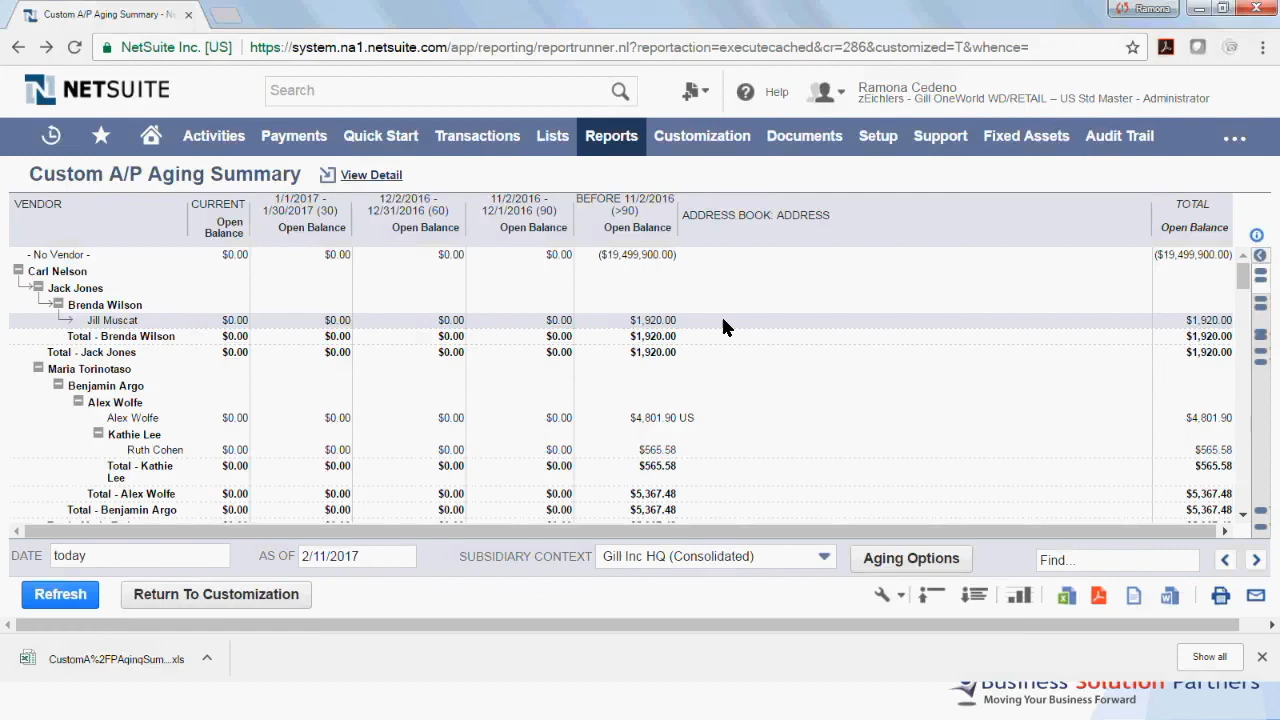 Custom A/P Aging Summary - Ne
Ramona
NetSuite Inc. [US]
https://system.na1.netsuite.com/app/reporting/reportrunner.nl?reportaction=executecached&cr=286&customized=T&whence=
NETSUITE
Search
Help
Ramona Cedeno
zEichlers - Gill OneWorld WD/RETAIL – US Std Master - Administrator
Activities Payments Quick Start Transactions Lists Reports Customization Documents Setup Support Fixed Assets Audit Trail
Custom A/P Aging Summary View Detail
VENDOR CURRENT Open Balance 1/1/2017 - 1/30/2017 (30) Open Balance 12/2/2016 - 12/31/2016 (60) Open Balance 11/2/2016 - 12/1/2016 (90) Open Balance BEFORE 11/2/2016 (>90) Open Balance ADDRESS BOOK: ADDRESS TOTAL Open Balance
- No Vendor - $0.00 $0.00 $0.00 $0.00 ($19,499,900.00) ($19,499,900.00)
Carl Nelson
Jack Jones
Brenda Wilson
Jill Muscat $0.00 $0.00 $0.00 $0.00 $1,920.00 $1,920.00
Total - Brenda Wilson $0.00 $0.00 $0.00 $0.00 $1,920.00 $1,920.00
Total - Jack Jones $0.00 $0.00 $0.00 $0.00 $1,920.00 $1,920.00
Maria Torinotaso
Benjamin Argo
Alex Wolfe
Alex Wolfe $0.00 $0.00 $0.00 $0.00 $4,801.90 US $4,801.90
Kathie Lee
Ruth Cohen $0.00 $0.00 $0.00 $0.00 $565.58 $565.58
Total - Kathie Lee $0.00 $0.00 $0.00 $0.00 $565.58 $565.58
Total - Alex Wolfe $0.00 $0.00 $0.00 $0.00 $5,367.48 $5,367.48
Total - Benjamin Argo $0.00 $0.00 $0.00 $0.00 $5,367.48 $5,367.48
DATE today AS OF 2/11/2017 SUBSIDIARY CONTEXT Gill Inc HQ (Consolidated) Aging Options Find...
Refresh Return To Customization
CustomA%2FPAgingSum....xls
Show all
Business Solution Partners
Moving Your Business Forward